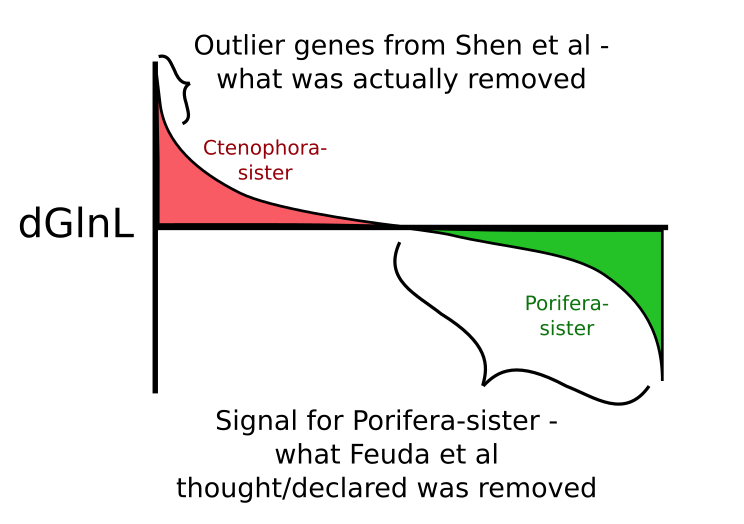 Outlier genes from Shen et al -
what was actually removed
Ctenophora-
sister
dGlnL
Porifera-
sister
Signal for Porifera-sister -
what Feuda et al
thought/declared was removed